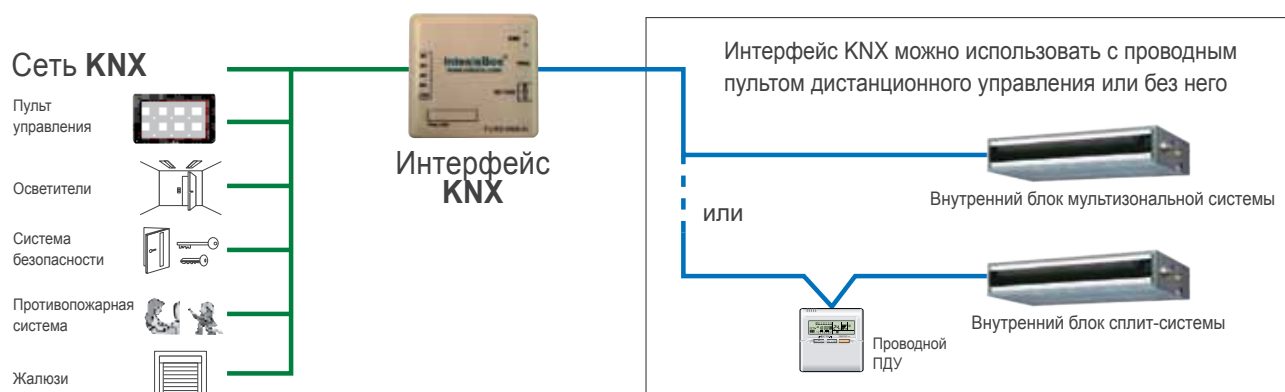 Сеть KNX
Пульт
управления
Осветители
Система
безопасности
Противопожарная
система
Жалюзи
IntesisBox
Интерфейс
KNX
Интерфейс KNX можно использовать с проводным
пультом дистанционного управления или без него
Внутренний блок мультизональной системы
или
Внутренний блок сплит-системы
Проводной
ПДУ